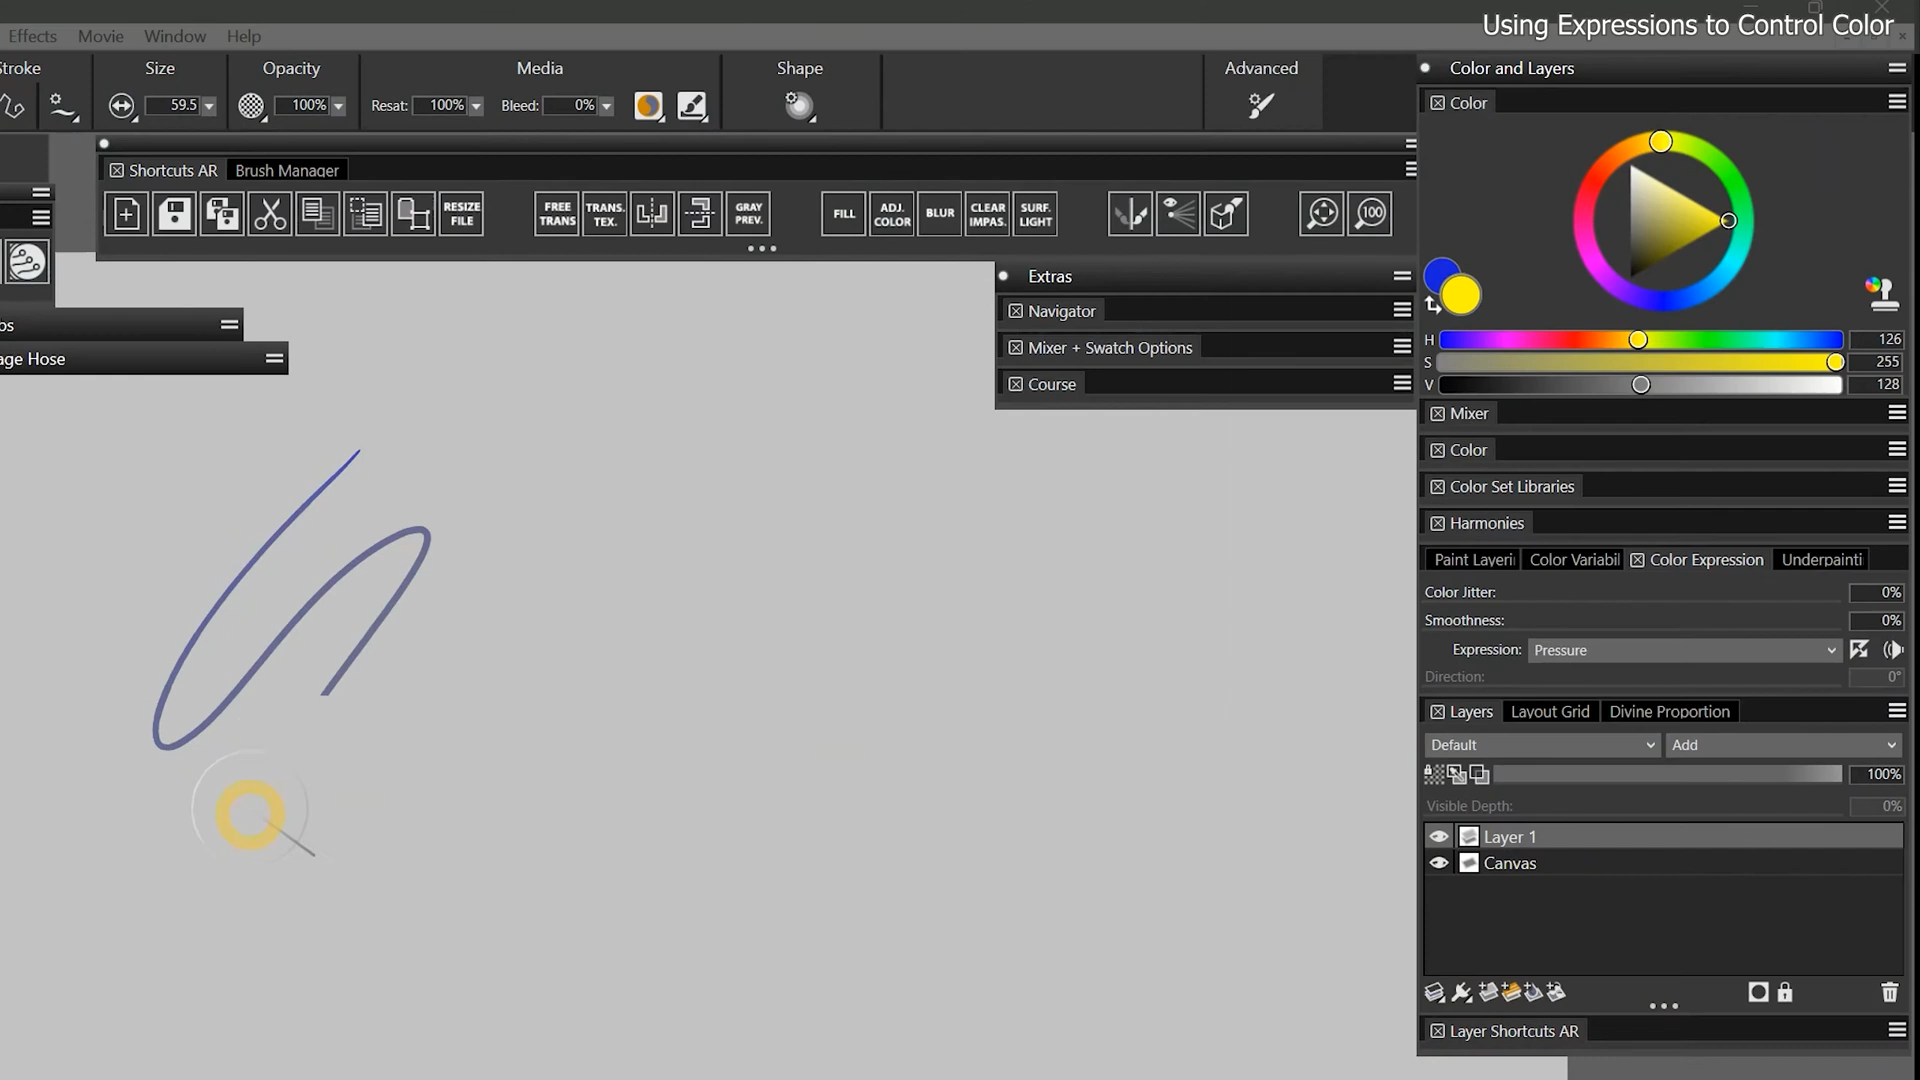 Using Expressions to Control Color
Effects Movie Window Help
Stroke Size Opacity Media Shape Advanced
59.5 100% Resat: 100% Bleed: 0%
Shortcuts AR Brush Manager
RESIZE FILE
FREE TRANS
TRANS. TEX.
GRAY PREV.
FILL
ADJ. COLOR
BLUR
CLEAR IMPAS.
SURF. LIGHT
100
Extras
Navigator
Mixer + Swatch Options
Course
age Hose
Color and Layers
Color
H 126
S 255
V 128
Mixer
Color
Color Set Libraries
Harmonies
Paint Layeri Color Variabil Color Expression Underpainti
Color Jitter: 0%
Smoothness: 0%
Expression: Pressure
Direction: 0°
Layers Layout Grid Divine Proportion
Default Add
100%
Visible Depth: 0%
Layer 1
Canvas
Layer Shortcuts AR